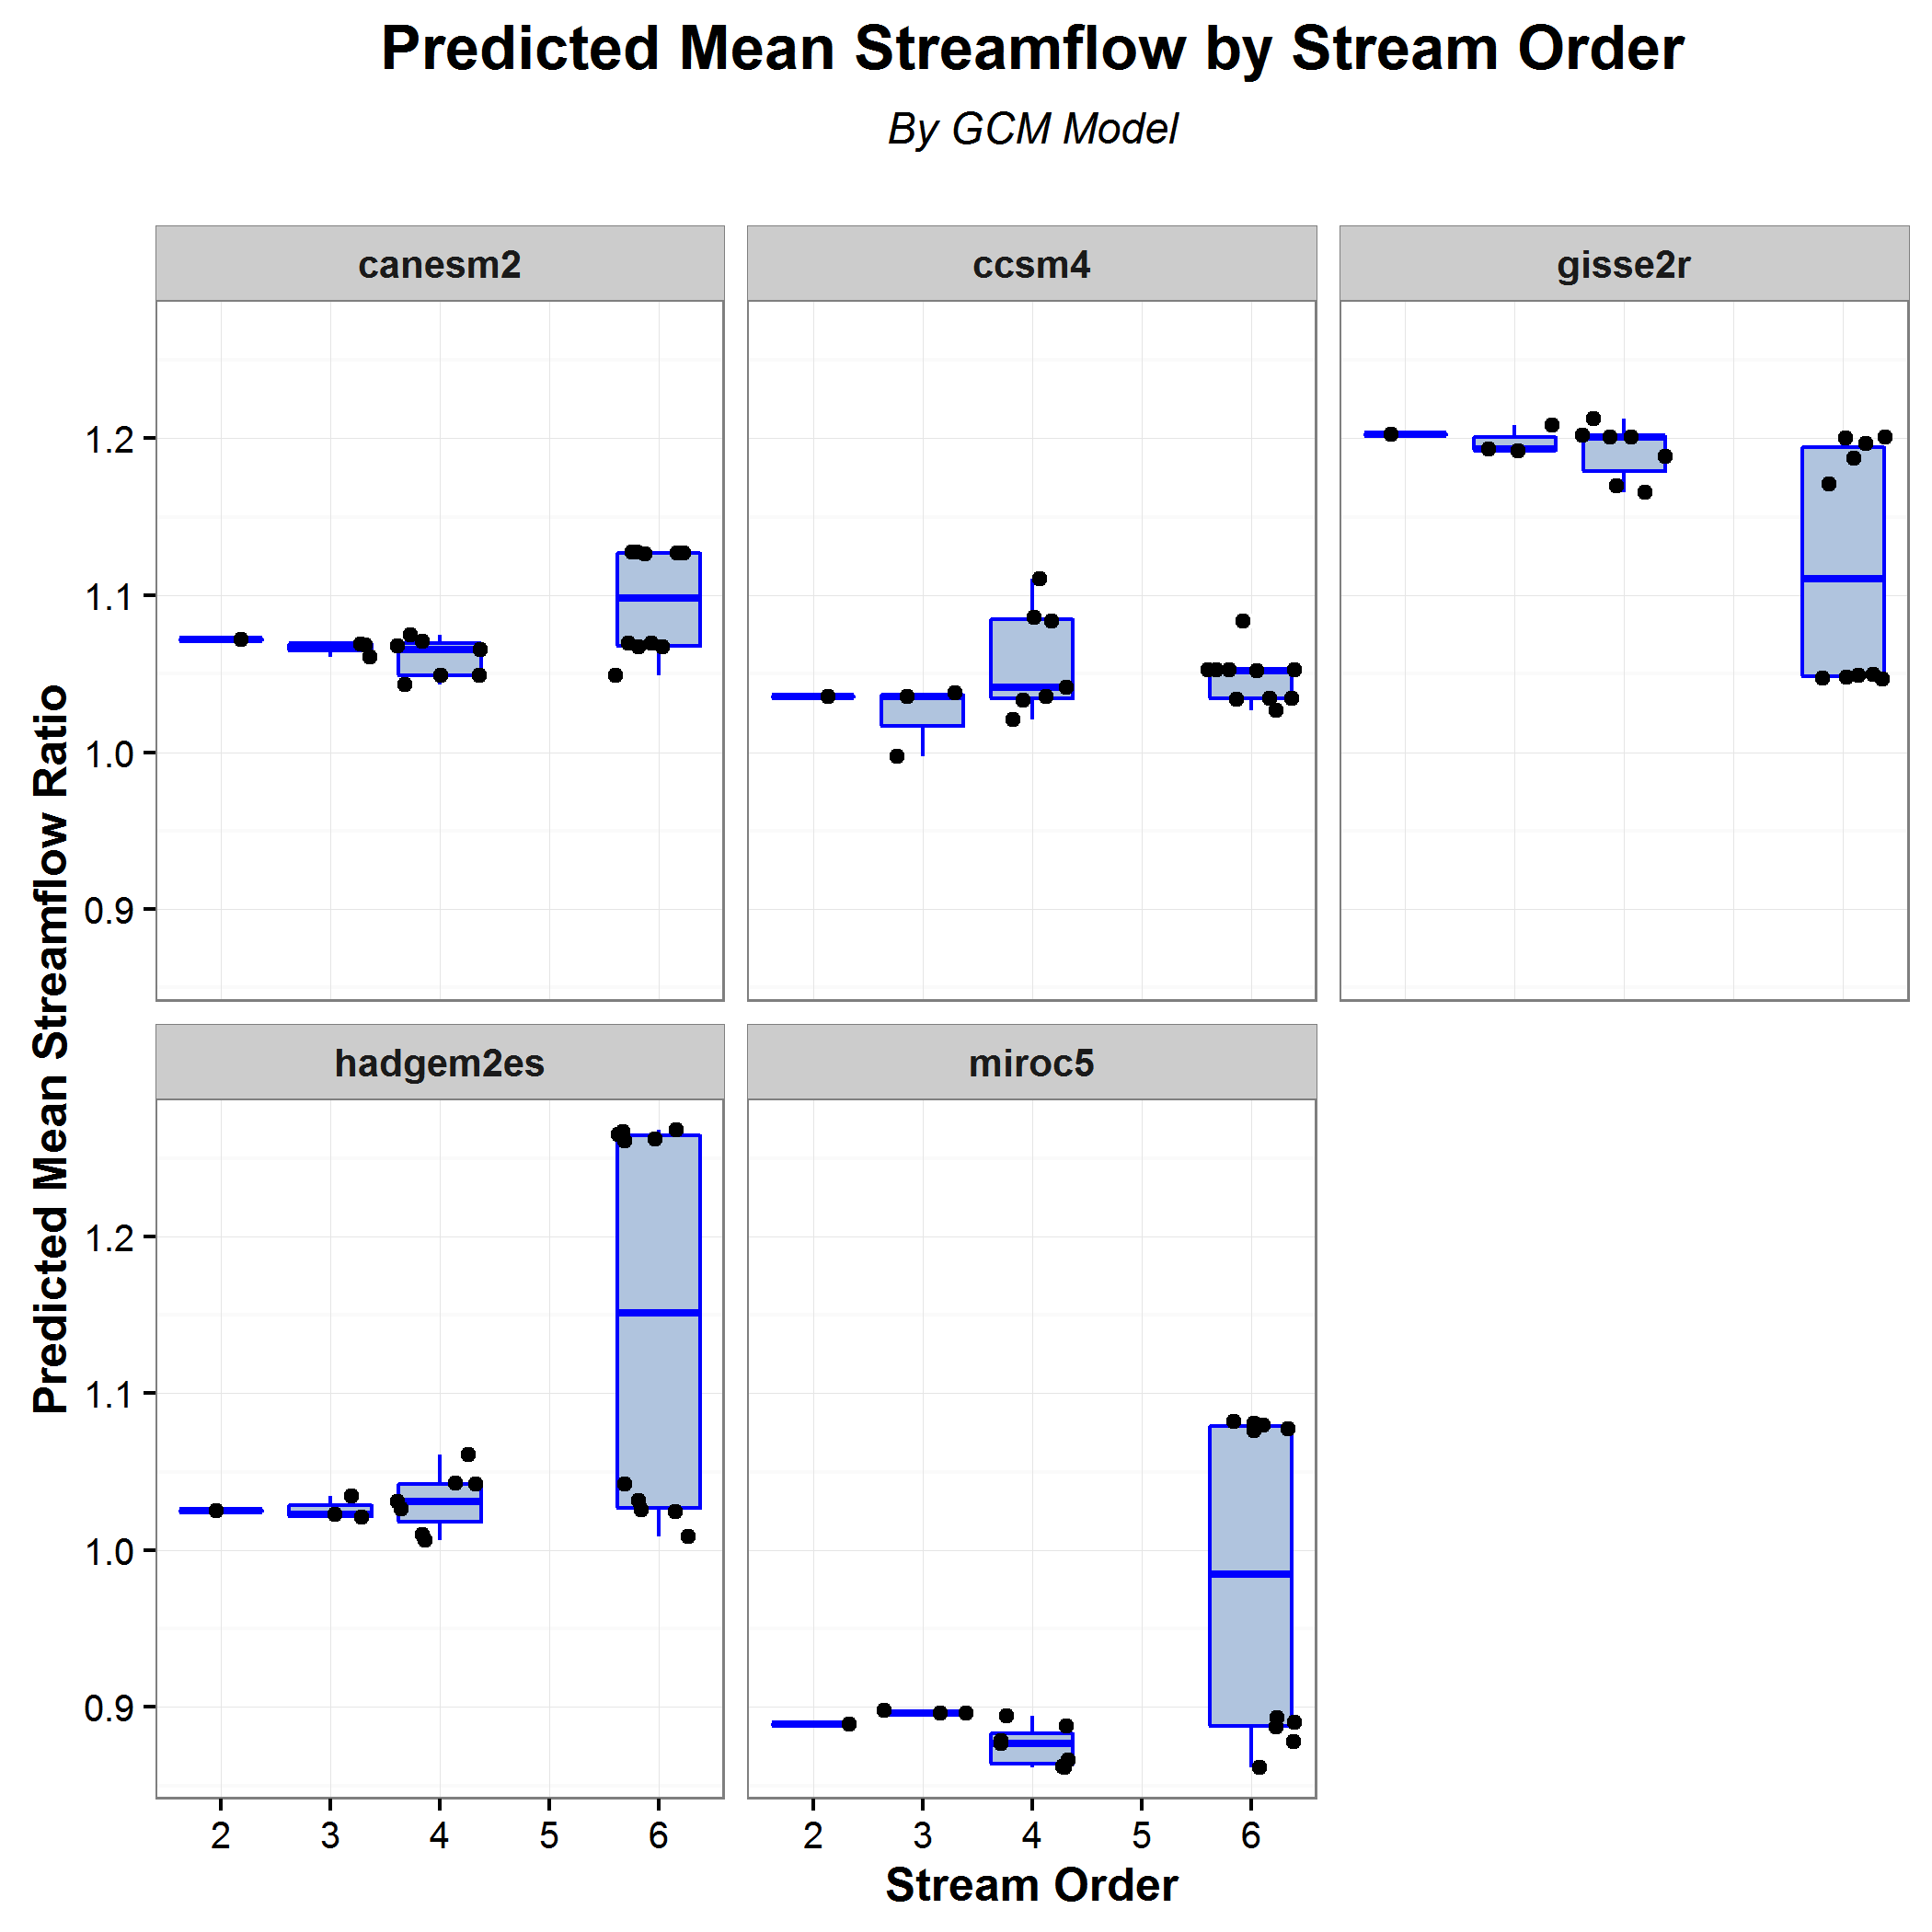 Predicted Mean Streamflow by Stream Order
By GCM Model
canesm2
ccsm4
gisse2r
1.2
1.1
1.0
0.9
Predicted Mean Streamflow Ratio
hadgem2es
miroc5
1.2
1.1
1.0
0.9
2 3 4 5 6
2 3 4 5 6
Stream Order